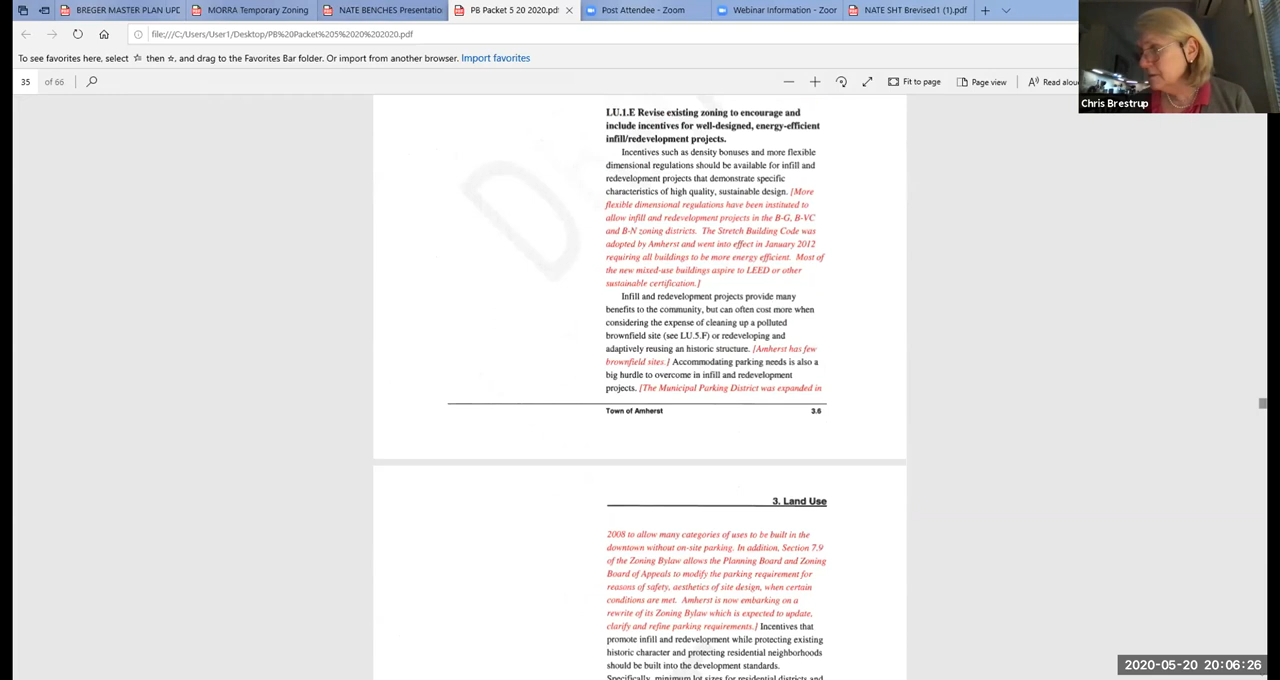 BREGER MASTER PLAN UPD
MORRA Temporary Zoning
NATE BENCHES Presentatio
PB Packet 5 20 2020.pdf
Post Attendee - Zoom
Webinar Information - Zoor
NATE SHT Brevised1 (1).pdf
file:///C:/Users/User1/Desktop/PB%20Packet%205%2020%202020.pdf
To see favorites here, select ☆ then ☆, and drag to the Favorites Bar folder. Or import from another browser. Import favorites
35 of 66
Fit to page
Page view
Read alou
Chris Brestrup
LU.1.E Revise existing zoning to encourage and
include incentives for well-designed, energy-efficient
infill/redevelopment projects.
Incentives such as density bonuses and more flexible
dimensional regulations should be available for infill and
redevelopment projects that demonstrate specific
characteristics of high quality, sustainable design. [More
flexible dimensional regulations have been instituted to
allow infill and redevelopment projects in the B-G, B-VC
and B-N zoning districts. The Stretch Building Code was
adopted by Amherst and went into effect in January 2012
requiring all buildings to be more energy efficient. Most of
the new mixed-use buildings aspire to LEED or other
sustainable certification.]
Infill and redevelopment projects provide many
benefits to the community, but can often cost more when
considering the expense of cleaning up a polluted
brownfield site (see LU.5.F) or redeveloping and
adaptively reusing an historic structure. [Amherst has few
brownfield sites.] Accommodating parking needs is also a
big hurdle to overcome in infill and redevelopment
projects. [The Municipal Parking District was expanded in
Town of Amherst 3.6
3. Land Use
2008 to allow many categories of uses to be built in the
downtown without on-site parking. In addition, Section 7.9
of the Zoning Bylaw allows the Planning Board and Zoning
Board of Appeals to modify the parking requirement for
reasons of safety, aesthetics of site design, when certain
conditions are met. Amherst is now embarking on a
rewrite of its Zoning Bylaw which is expected to update,
clarify and refine parking requirements.] Incentives that
promote infill and redevelopment while protecting existing
historic character and protecting residential neighborhoods
should be built into the development standards.
Specifically, minimum lot sizes for residential districts and
2020-05-20 20:06:26